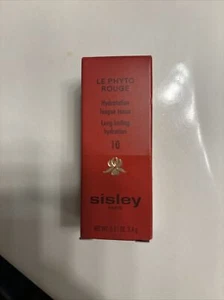 LE PHYTO
ROUGE
Hydratation
longue tenue
Long-lasting
hydration
10
sisley
PARIS